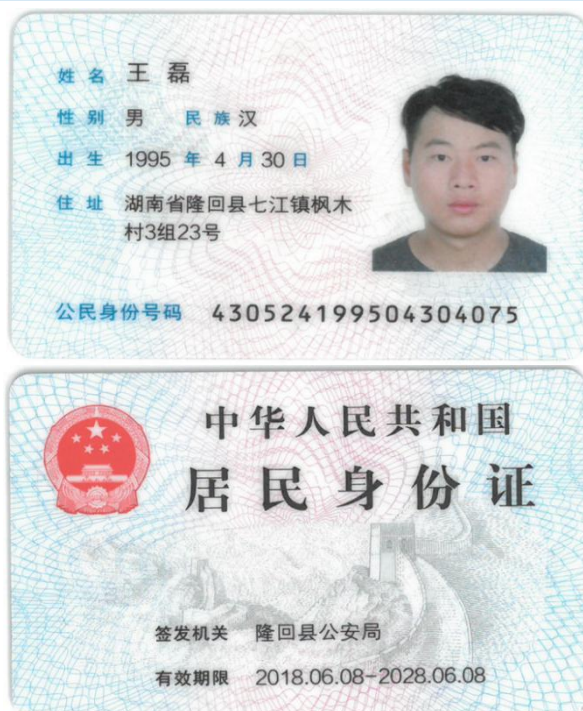 姓名 王磊
性别 男 民族 汉
出生 1995 年 4 月 30 日
住址 湖南省隆回县七江镇枫木
村3组23号
公民身份号码 430524199504304075
中华人民共和国
居民身份证
签发机关 隆回县公安局
有效期限 2018.06.08-2028.06.08